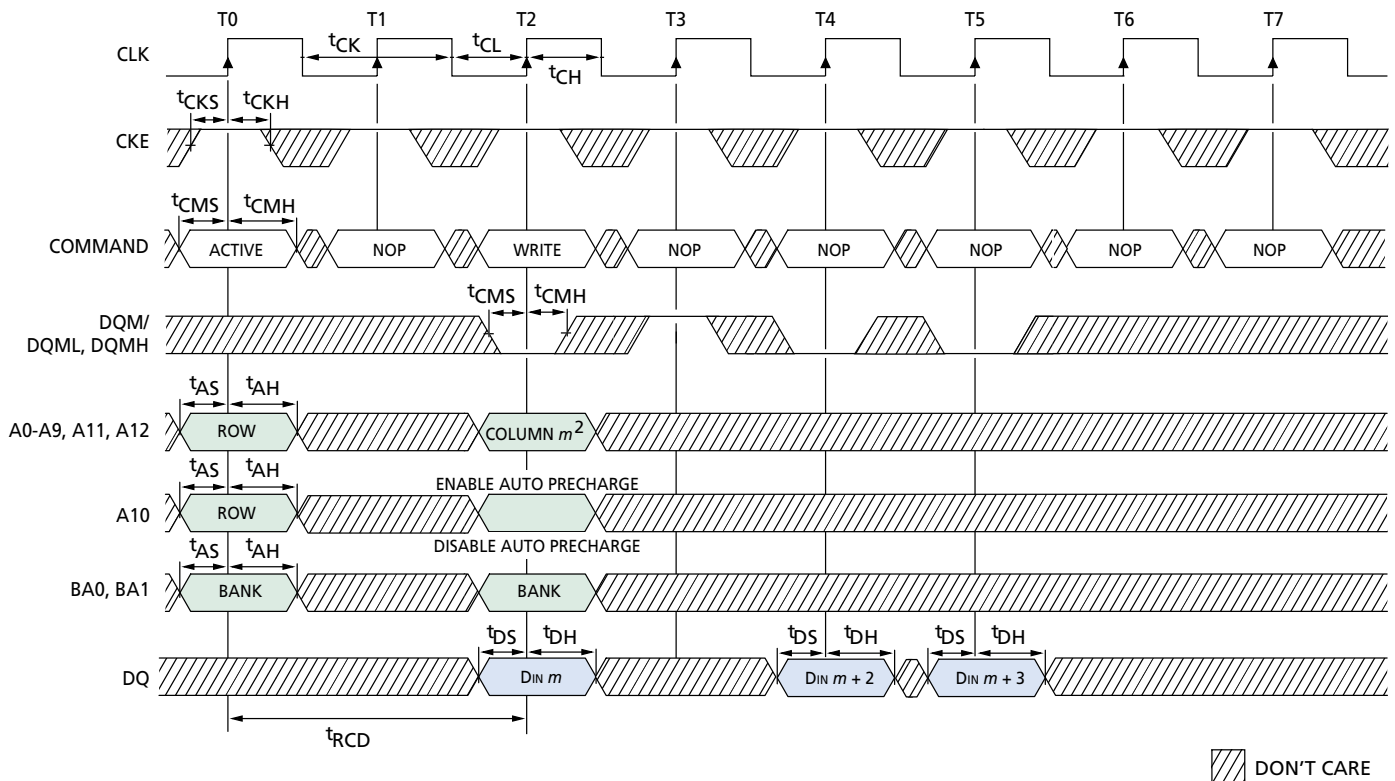 T0 T1 T2 T3 T4 T5 T6 T7
CLK
tCK tCL
tCH
tCKS tCKH
CKE
tCMS tCMH
COMMAND ACTIVE NOP WRITE NOP NOP NOP NOP NOP
tCMS tCMH
DQM/
DQML, DQMH
tAS tAH
A0-A9, A11, A12 ROW COLUMN m2
tAS tAH ENABLE AUTO PRECHARGE
A10 ROW
DISABLE AUTO PRECHARGE
tAS tAH
BA0, BA1 BANK BANK
tDS tDH tDS tDH tDS tDH
DQ DIN m DIN m + 2 DIN m + 3
tRCD
DON'T CARE